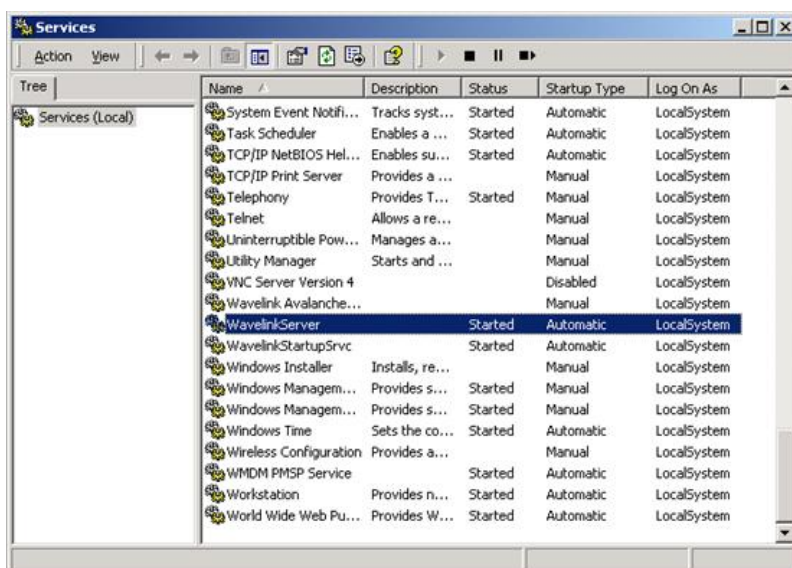 Services
Action View
Tree
Services (Local)
Name Description Status Startup Type Log On As
System Event Notifi... Tracks syst... Started Automatic LocalSystem
Task Scheduler Enables a ... Started Automatic LocalSystem
TCP/IP NetBIOS Hel... Enables su... Started Automatic LocalSystem
TCP/IP Print Server Provides a ... Manual LocalSystem
Telephony Provides T... Started Manual LocalSystem
Telnet Allows a re... Manual LocalSystem
Uninterruptible Pow... Manages a... Manual LocalSystem
Utility Manager Starts and ... Manual LocalSystem
VNC Server Version 4 Disabled LocalSystem
Wavelink Avalanche... Manual LocalSystem
WavelinkServer Started Automatic LocalSystem
WavelinkStartupSrvc Started Automatic LocalSystem
Windows Installer Installs, re... Manual LocalSystem
Windows Managem... Provides s... Started Manual LocalSystem
Windows Managem... Provides s... Started Manual LocalSystem
Windows Time Sets the co... Started Automatic LocalSystem
Wireless Configuration Provides a... Manual LocalSystem
WMDM PMSP Service Started Automatic LocalSystem
Workstation Provides n... Started Automatic LocalSystem
World Wide Web Pu... Provides W... Started Automatic LocalSystem